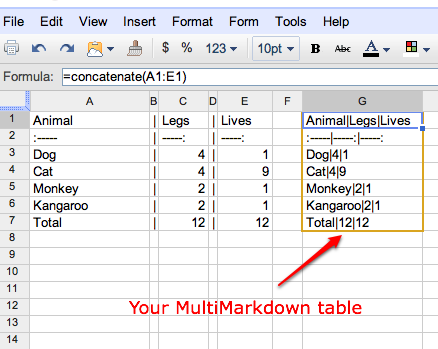 File Edit View Insert Format Form Tools Help
$ % 123 10pt B Abc A
Formula: =concatenate(A1:E1)
A B C D E F G
1 Animal | Legs | Lives Animal|Legs|Lives
2 :----- | -----: | -----: :-----|-----:|-----:
3 Dog | 4 | 1 Dog|4|1
4 Cat | 4 | 9 Cat|4|9
5 Monkey | 2 | 1 Monkey|2|1
6 Kangaroo | 2 | 1 Kangaroo|2|1
7 Total | 12 | 12 Total|12|12
8
9
10
11
12 Your MultiMarkdown table
13
14